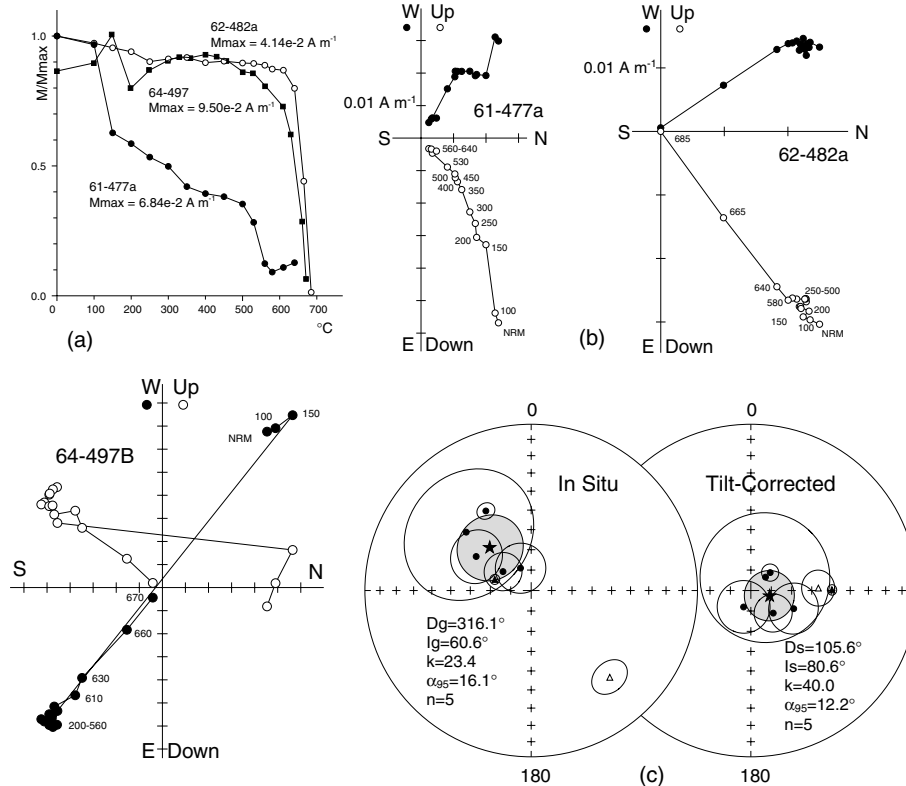 62-482a
Mmax = 4.14e-2 A m-1
64-497
Mmax = 9.50e-2 A m-1
61-477a
Mmax = 6.84e-2 A m-1
M/Mmax
1.0
0.5
0.0
0 100 200 300 400 500 600 700
°C
(a)
W Up
0.01 A m-1
61-477a
S N
560-640
530
500 450
400 350
300
250
200 150
100
NRM
E Down
(b)
W Up
0.01 A m-1
S N
62-482a
685
665
640
580
250-500
200
150 100
NRM
E Down
W Up
64-497B
100 150
NRM
S N
670
660
630
610
200-560
E Down
0
In Situ
Dg=316.1°
Ig=60.6°
k=23.4
α95=16.1°
n=5
180
(c)
0
Tilt-Corrected
Ds=105.6°
Is=80.6°
k=40.0
α95=12.2°
n=5
180